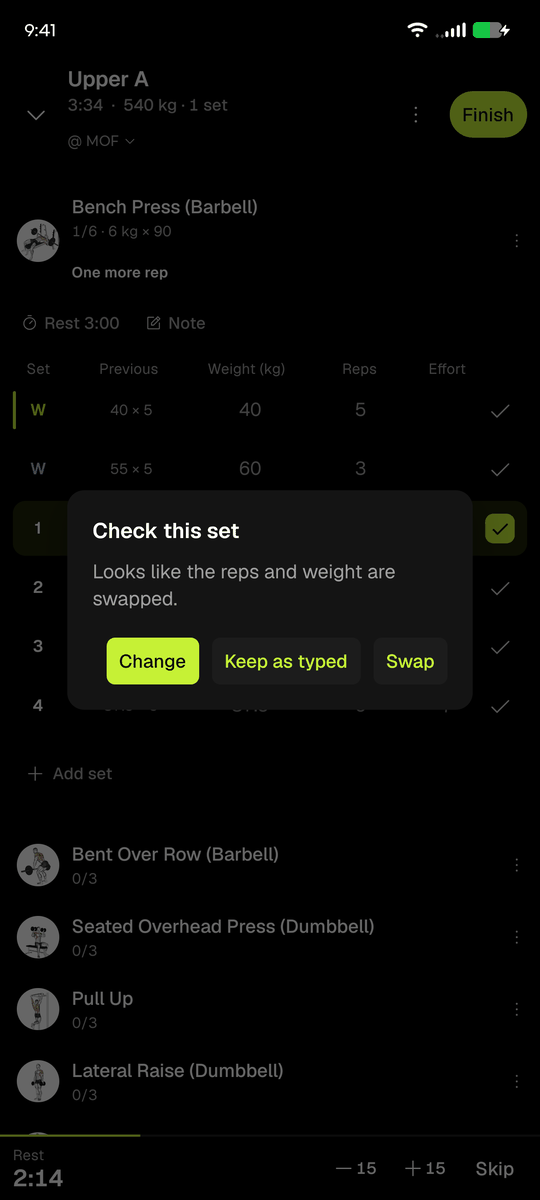 9:41
Upper A
3:34 · 540 kg · 1 set
@ MOF
Finish
Bench Press (Barbell)
1/6 · 6 kg × 90
One more rep
Rest 3:00 Note
Set Previous Weight (kg) Reps Effort
W 40 × 5 40 5
W 55 × 5 60 3
1
Check this set
Looks like the reps and weight are
swapped.
Change Keep as typed Swap
2
3
4
+ Add set
Bent Over Row (Barbell)
0/3
Seated Overhead Press (Dumbbell)
0/3
Pull Up
0/3
Lateral Raise (Dumbbell)
0/3
Rest
2:14
— 15 + 15 Skip